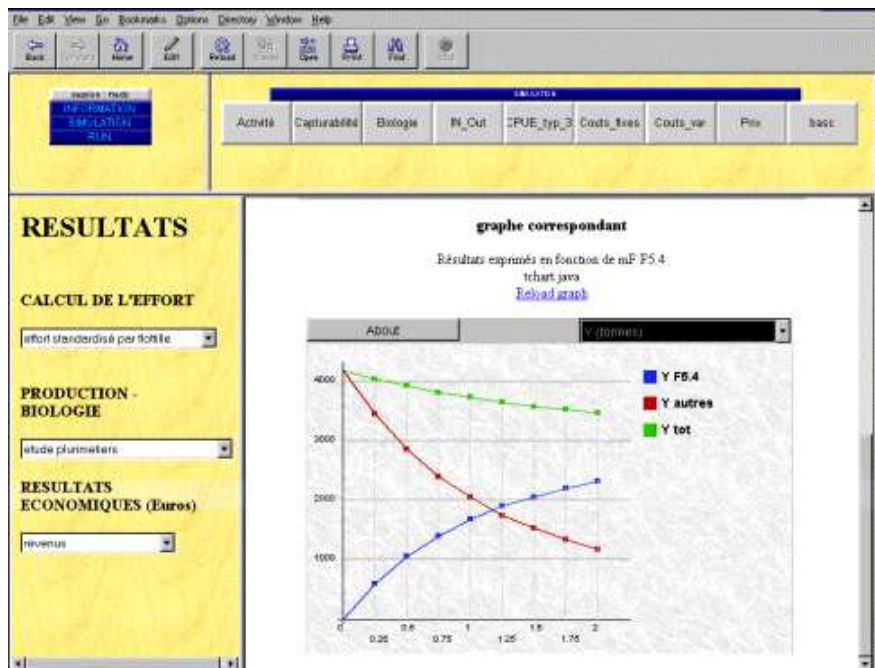 File Edit View Go Bookmarks Options Directory Window Help
Back Home Edit Reload Open Print Find
INFORMATION
SIMULATION
RUN
SIMULATION
Activité Capturabilité Biologie IN_Out CPUE_typ_3 Couts_fixes Couts_var Prix basc
RESULTATS
CALCUL DE L'EFFORT
effort standardisé par flottille
PRODUCTION -
BIOLOGIE
etude plurimetiers
RESULTATS
ECONOMIQUES (Euros)
revenus
graphe correspondant
Résultats exprimés en fonction de mF F5.4
tchart java
Reload graph
About
Y (tonnes)
4000
3000
2000
1000
0 0.5 1 1.5 2
0.25 0.75 1.25 1.75
Y F5.4
Y autres
Y tot